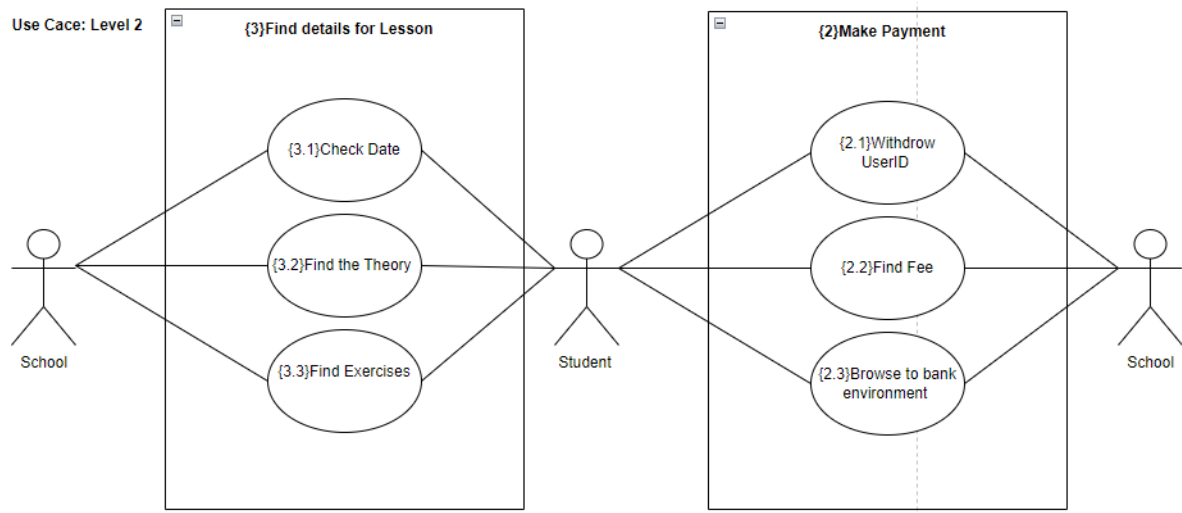 Use Cace: Level 2
{3}Find details for Lesson
{2}Make Payment
{3.1}Check Date
{3.2}Find the Theory
{3.3}Find Exercises
{2.1}Withdrow
UserID
{2.2}Find Fee
{2.3}Browse to bank
environment
School
Student
School